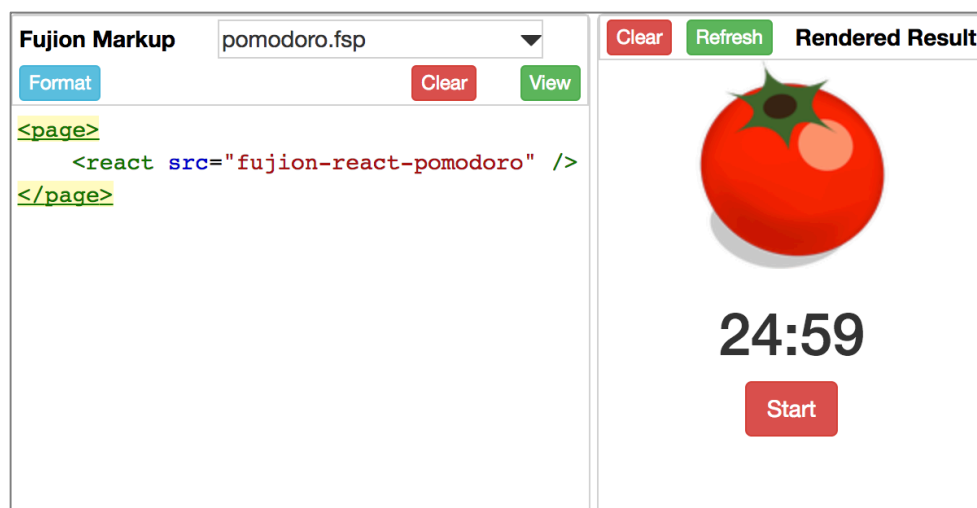 Fujion Markup pomodoro.fsp
Format Clear View
<page>
    <react src="fujion-react-pomodoro" />
</page>
Clear Refresh Rendered Result
24:59
Start